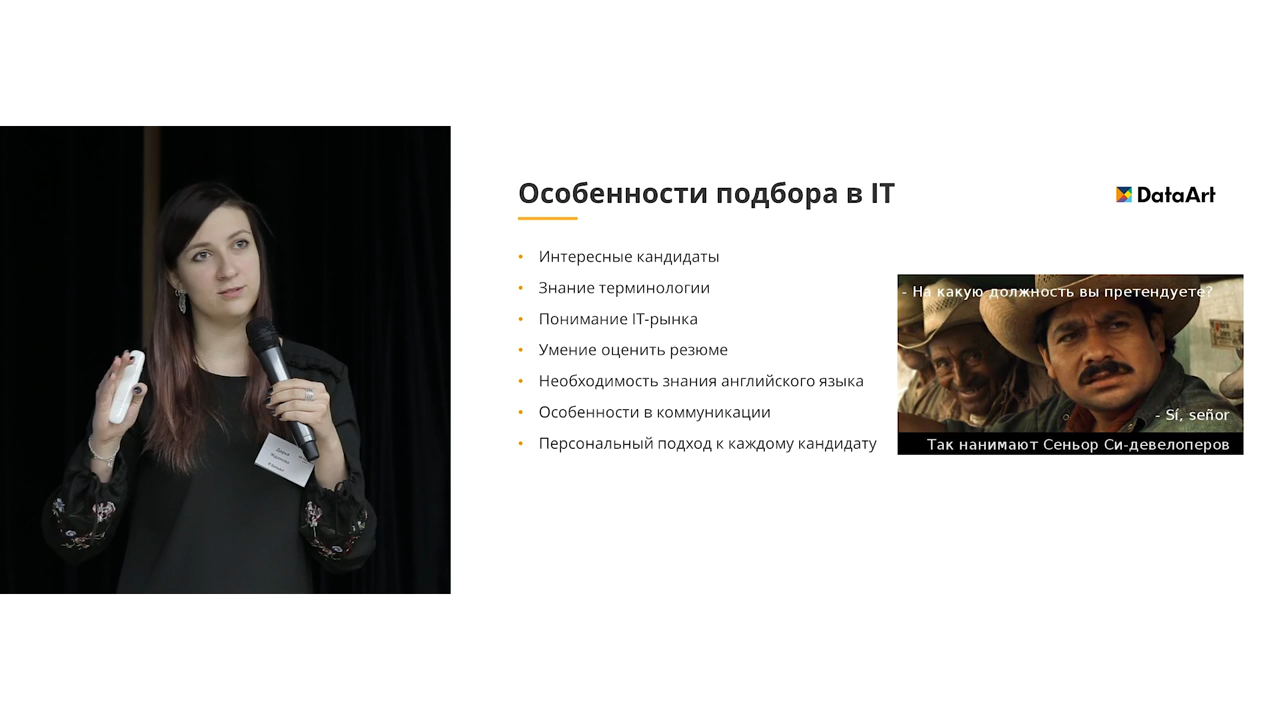 Особенности подбора в IT
DataArt
Интересные кандидаты
Знание терминологии
Понимание IT-рынка
Умение оценить резюме
Необходимость знания английского языка
Особенности в коммуникации
Персональный подход к каждому кандидату
- На какую должность вы претендуете?
- Sí, señor
Так нанимают Сеньор Си-девелоперов
Дарья